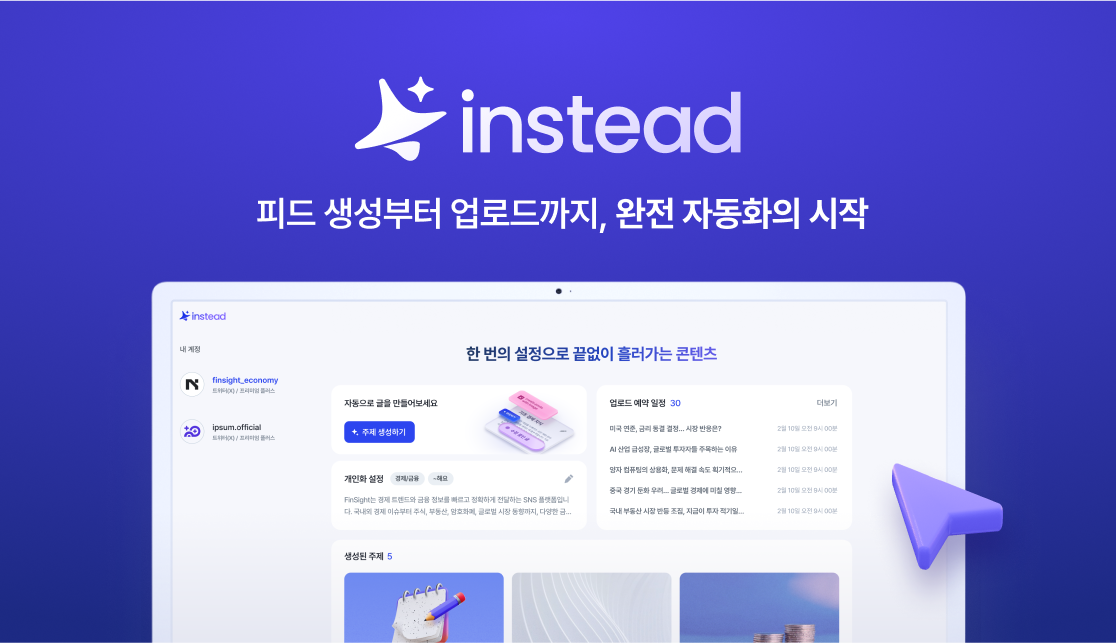 instead
피드 생성부터 업로드까지, 완전 자동화의 시작
instead
내 계정
finsight_economy
트위터(X) / 프리미엄 플러스
ipsum.official
트위터(X) / 프리미엄 플러스
한 번의 설정으로 끝없이 흘러가는 콘텐츠
자동으로 글을 만들어보세요
주제 생성하기
개인화 설정 경제/금융 ~해요
FinSight는 경제 트렌드와 금융 정보를 빠르고 정확하게 전달하는 SNS 플랫폼입니
다. 국내외 경제 이슈부터 주식, 부동산, 암호화폐, 글로벌 시장 동향까지, 다양한 금...
업로드 예약 일정 30 더보기
미국 연준, 금리 동결 결정... 시장 반응은? 2월 10일 오전 9시 00분
AI 산업 급성장, 글로벌 투자자들 주목하는 이유 2월 10일 오전 9시 00분
양자 컴퓨팅의 상용화, 문제 해결 속도 획기적으... 2월 10일 오전 9시 00분
중국 경기 둔화 우려... 글로벌 경제에 미칠 영향... 2월 10일 오전 9시 00분
국내 부동산 시장 반등 조짐, 지금이 투자 적기일... 2월 10일 오전 9시 00분
생성된 주제 5